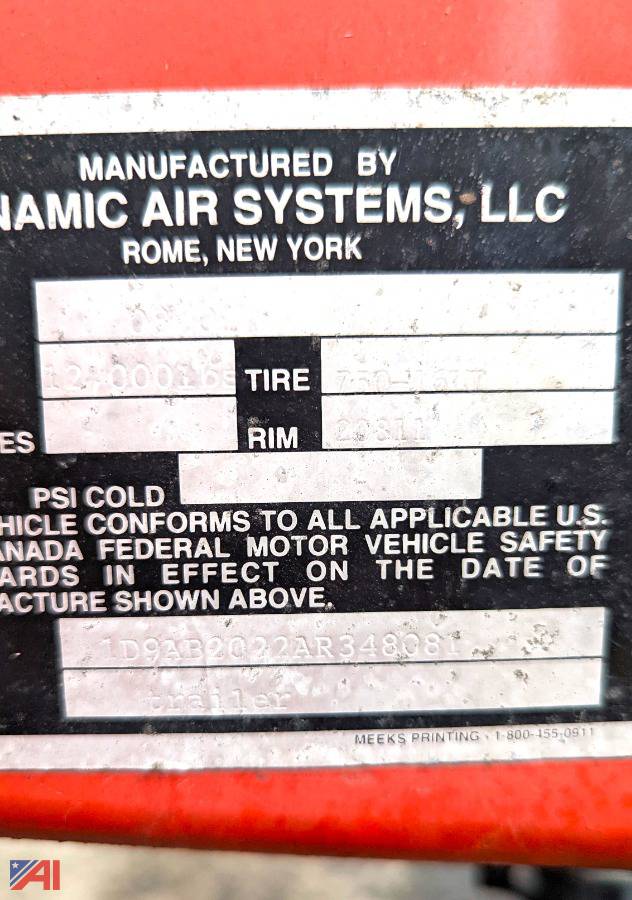 MANUFACTURED BY
NAMIC AIR SYSTEMS, LLC
ROME, NEW YORK
TIRE
ES RIM
PSI COLD
HICLE CONFORMS TO ALL APPLICABLE U.S.
ANADA FEDERAL MOTOR VEHICLE SAFETY
ARDS IN EFFECT ON THE DATE OF
ACTURE SHOWN ABOVE.
1D9AB2022AR348081
trailer
MEEKS PRINTING · 1-800-455-0911
AI